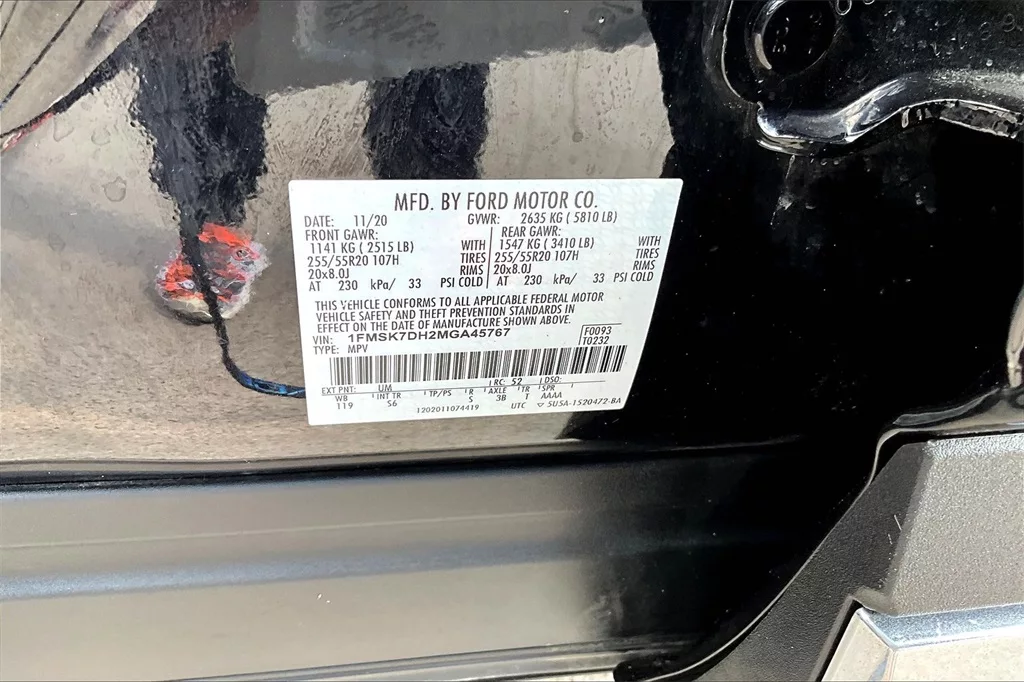 MFD. BY FORD MOTOR CO.
DATE: 11/20 GVWR: 2635 KG ( 5810 LB)
FRONT GAWR: REAR GAWR:
1141 KG ( 2515 LB) WITH 1547 KG ( 3410 LB) WITH
255/55R20 107H TIRES 255/55R20 107H TIRES
20x8.0J RIMS 20x8.0J RIMS
AT 230 kPa/ 33 PSI COLD AT 230 kPa/ 33 PSI COLD
THIS VEHICLE CONFORMS TO ALL APPLICABLE FEDERAL MOTOR
VEHICLE SAFETY AND THEFT PREVENTION STANDARDS IN
EFFECT ON THE DATE OF MANUFACTURE SHOWN ABOVE.
VIN: 1FMSK7DH2MGA45767 F0093
TYPE: MPV T0232
EXT PNT: UM RC: 52 DSO:
WB INT TR TP/PS R AXLE TR SPR
119 S6 S 3B T AAAA
1202011074419 UTC ▽ 5U5A-1520472-BA